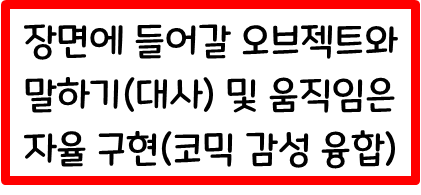 장면에 들어갈 오브젝트와
말하기(대사) 및 움직임은
자율 구현(코믹 감성 융합)